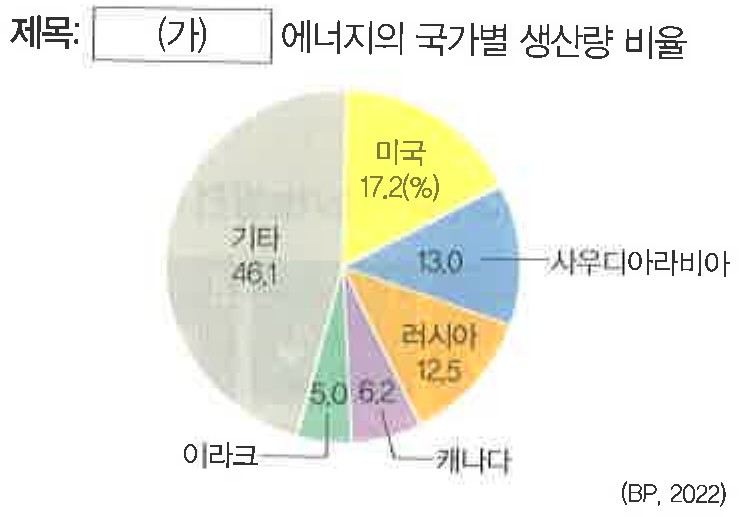 제목: (가) 에너지의 국가별 생산량 비율
미국
17.2(%)
13.0 사우디아라비아
러시아
12.5
6.2
캐나다
5.0
이라크
기타
46.1
(BP, 2022)